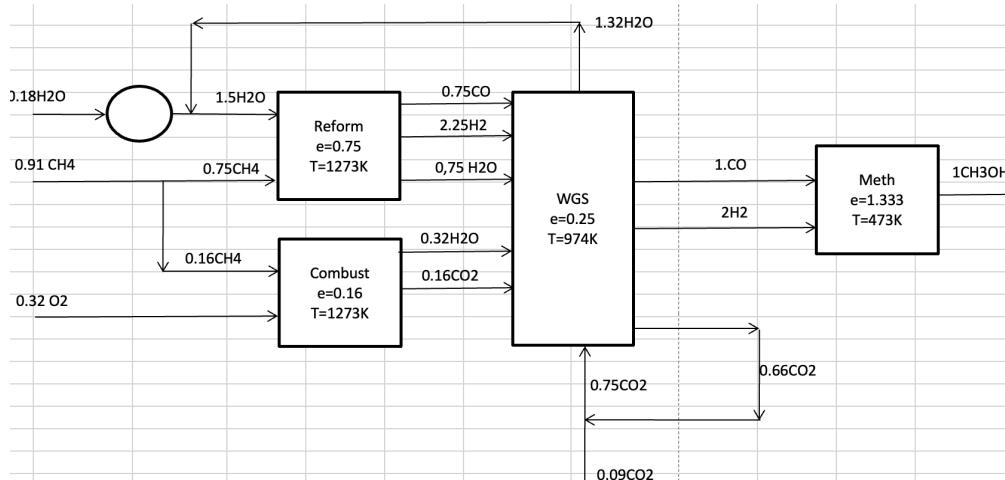 1.32H2O
0.18H2O
1.5H2O
0.75CO
Reform
e=0.75
T=1273K
2.25H2
0.91 CH4
0.75CH4
0,75 H2O
1.CO
Meth
e=1.333
T=473K
1CH3OH
WGS
e=0.25
T=974K
2H2
0.32H2O
0.16CH4
Combust
e=0.16
T=1273K
0.16CO2
0.32 O2
0.75CO2
0.66CO2
0.09CO2